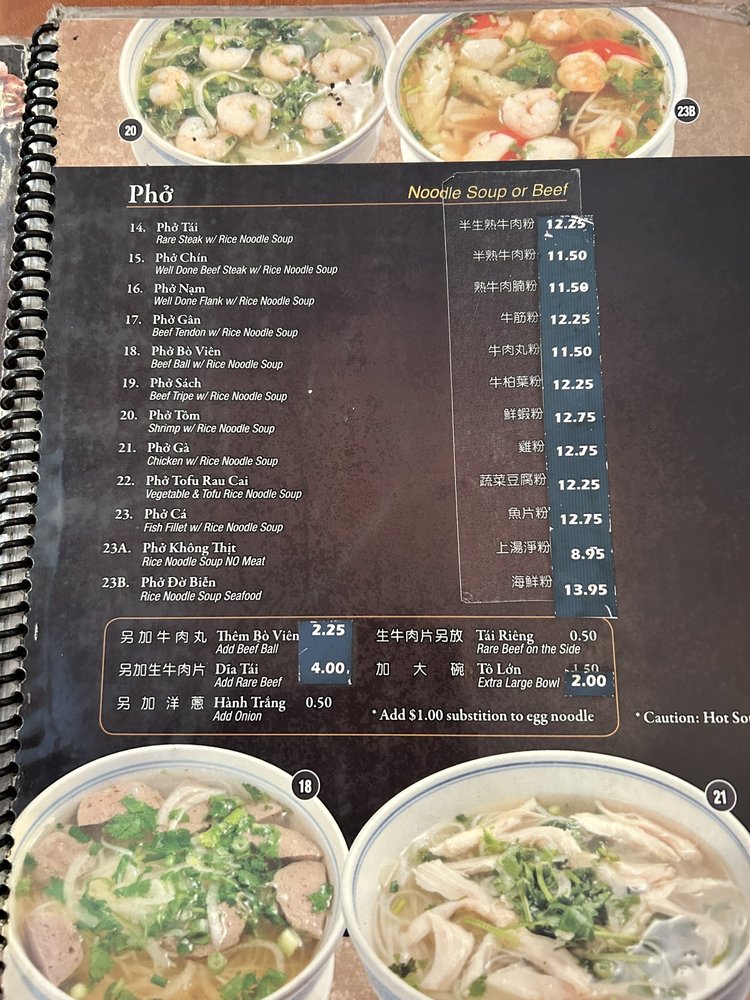 20
23B
Phở
Noodle Soup or Beef
14. Phở Tái 半生熟牛肉粉 12.25
Rare Steak w/ Rice Noodle Soup
15. Phở Chín 半熟牛肉粉 11.50
Well Done Beef Steak w/ Rice Noodle Soup
16. Phở Nạm 熟牛肉腩粉 11.50
Well Done Flank w/ Rice Noodle Soup
17. Phở Gân 牛筋粉 12.25
Beef Tendon w/ Rice Noodle Soup
18. Phở Bò Viên 牛肉丸粉 11.50
Beef Ball w/ Rice Noodle Soup
19. Phở Sách 牛柏葉粉 12.25
Beef Tripe w/ Rice Noodle Soup
20. Phở Tôm 鮮蝦粉 12.75
Shrimp w/ Rice Noodle Soup
21. Phở Gà 雞粉 12.75
Chicken w/ Rice Noodle Soup
22. Phở Tofu Rau Cai 蔬菜豆腐粉 12.25
Vegetable & Tofu Rice Noodle Soup
23. Phở Cá 魚片粉 12.75
Fish Fillet w/ Rice Noodle Soup
23A. Phở Không Thịt 上湯淨粉 8.95
Rice Noodle Soup NO Meat
23B. Phở Đờ Biển 海鮮粉 13.95
Rice Noodle Soup Seafood
另加牛肉丸 Thêm Bò Viên 2.25
Add Beef Ball
生牛肉片另放 Tái Riêng 0.50
Rare Beef on the Side
另加生牛肉片 Dĩa Tái 4.00
Add Rare Beef
加大碗 Tô Lớn 1.50
Extra Large Bowl 2.00
另加洋蔥 Hành Trắng 0.50
Add Onion
* Add $1.00 substition to egg noodle
* Caution: Hot
18
21